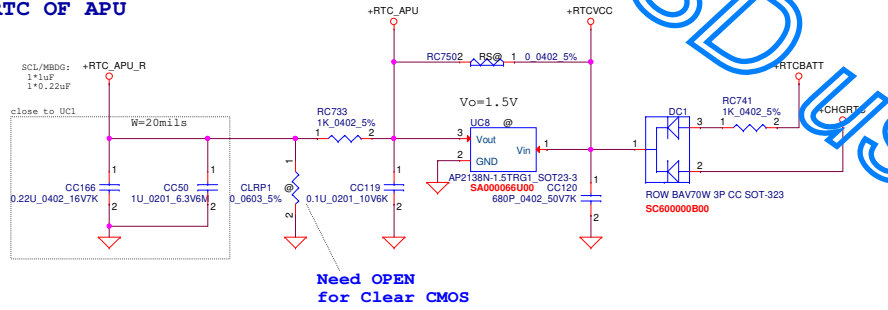 RTC OF APU
+RTC_APU
+RTCVCC
SCL/MBDG:
1*1uF
1*0.22uF
+RTC_APU_R
RC7502 RS@ 1 0_0402_5%
+RTCBATT
close to UC1
W=20mils
RC733
1K_0402_5%
1 2
Vo=1.5V
UC8 @
3 Vout
2 GND
Vin 1
AP2138N-1.5TRG1_SOT23-3
SA000066U00
DC1
1
3
2
RC741
1K_0402_5%
1 2
+CHGRTC
ROW BAV70W 3P CC SOT-323
SC600000B00
1
CC166
0.22U_0402_16V7K
2
1
CC50
1U_0201_6.3V6M
2
1
CLRP1
@
0_0603_5%
2
1
CC119
0.1U_0201_10V6K
2
1
CC120
680P_0402_50V7K
2
Need OPEN
for Clear CMOS